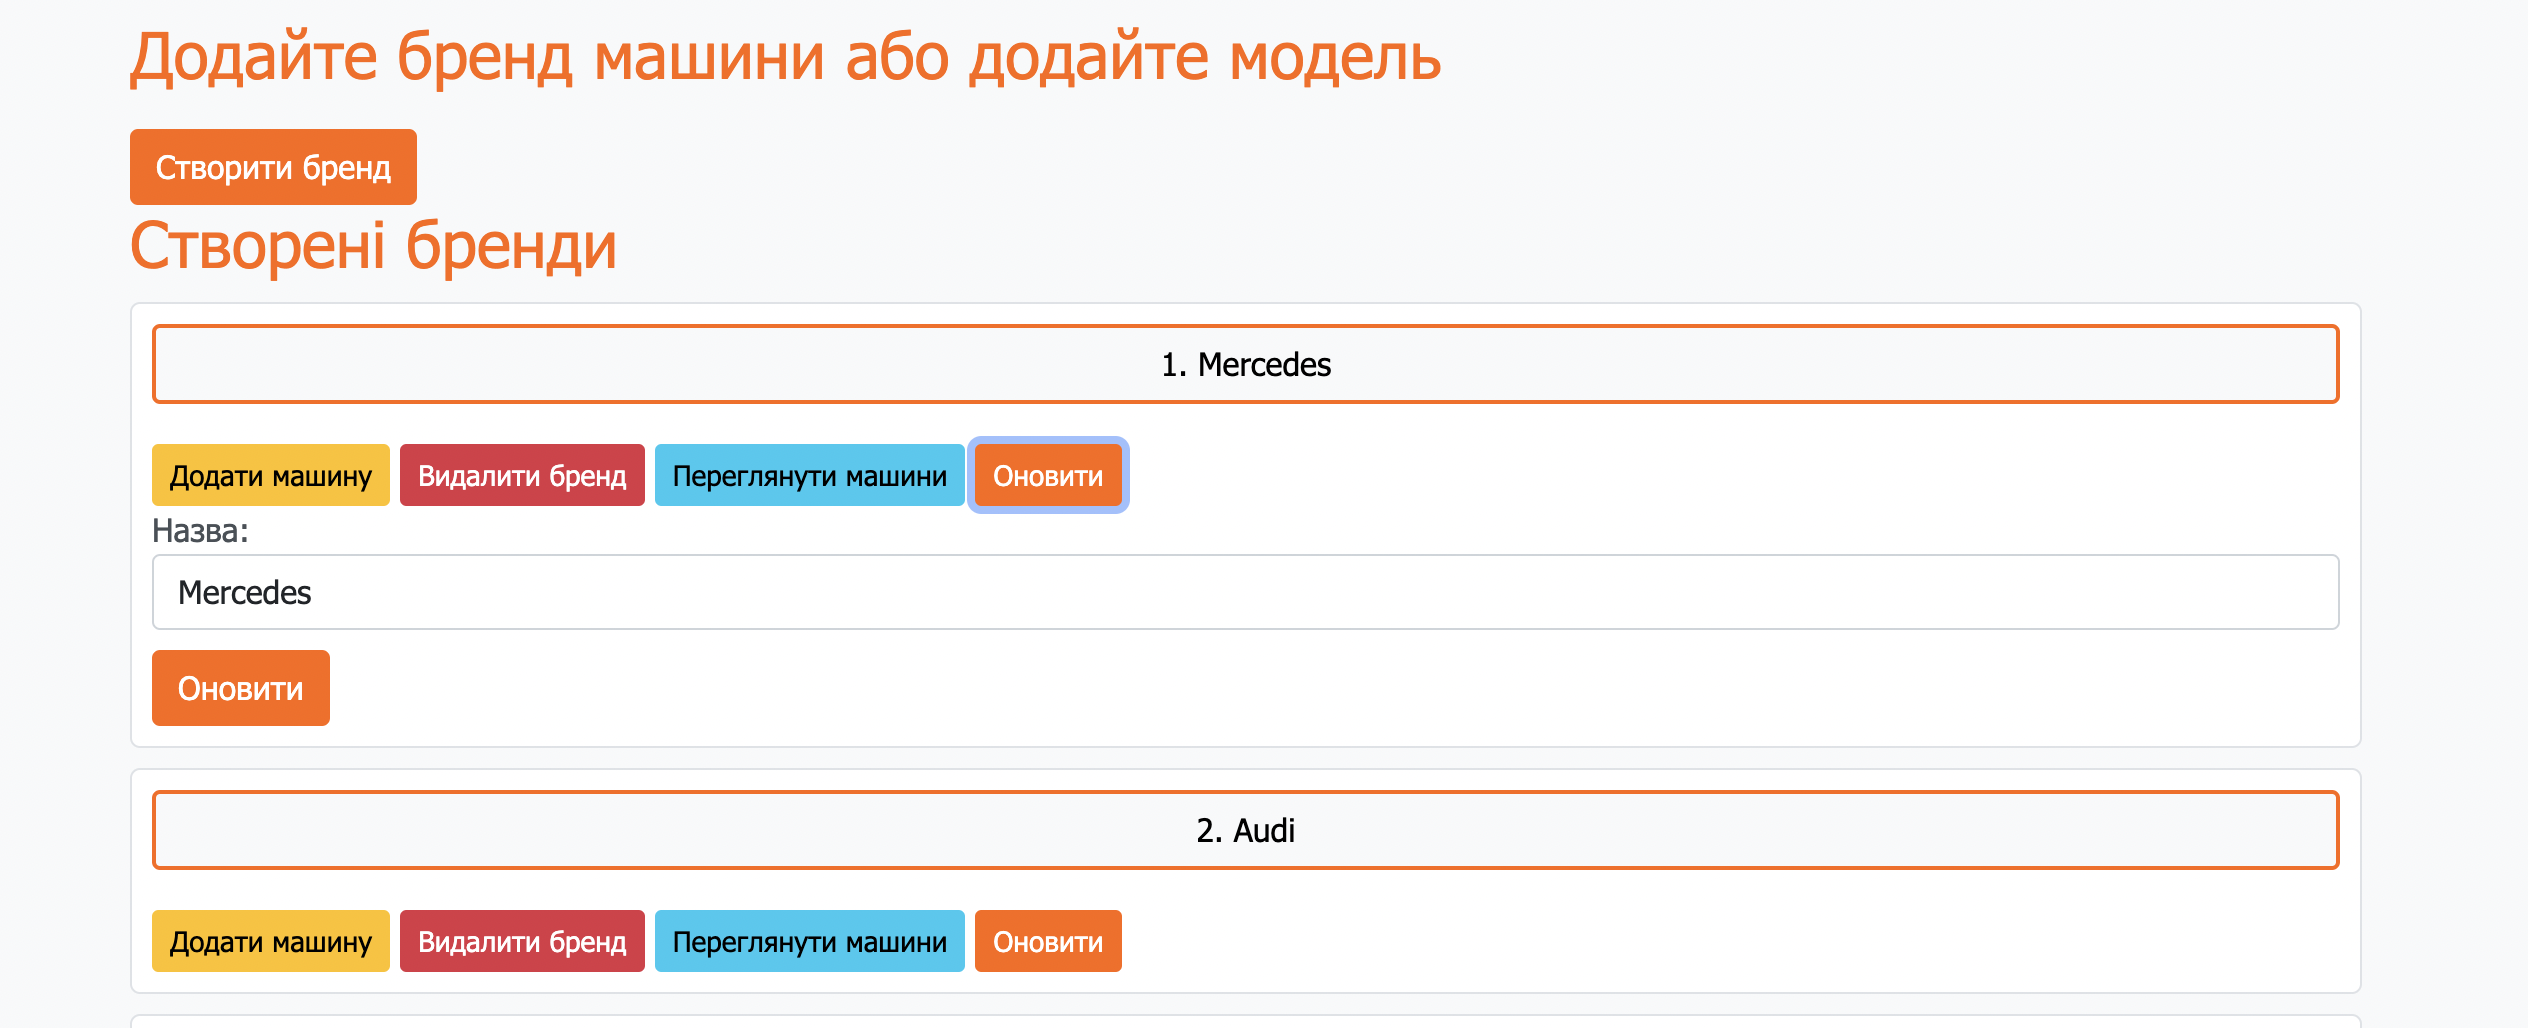 Додайте бренд машини або додайте модель
Створити бренд
Створені бренди
1. Mercedes
Додати машину Видалити бренд Переглянути машини Оновити
Назва:
Mercedes
Оновити
2. Audi
Додати машину Видалити бренд Переглянути машини Оновити